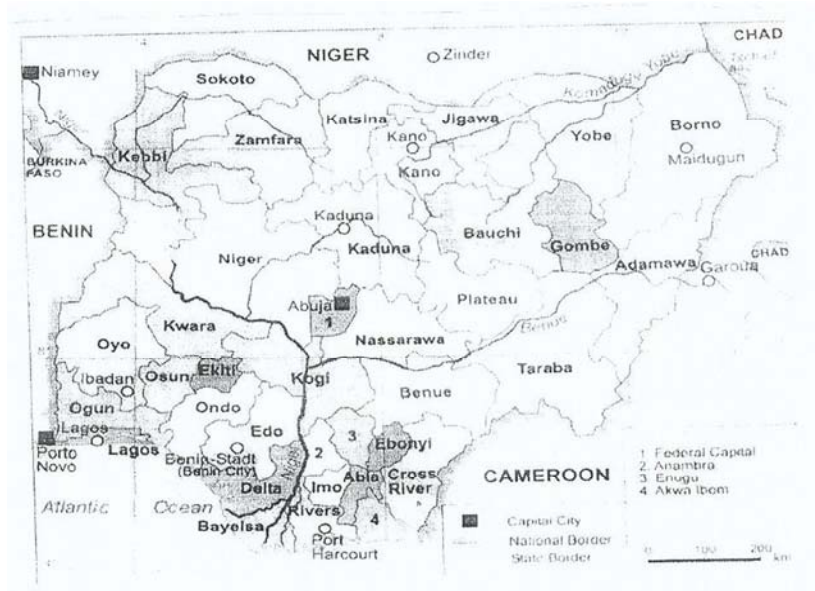 NIGER
Zinder
CHAD
Niamey
Sokoto
Komadugu Yobe
Katsina
Jigawa
Yobe
Borno
Zamfara
Kano
Kano
Maidugun
Kebbi
BURKINA
FASO
BENIN
Kaduna
Kaduna
Bauchi
Gombe
Niger
Adamawa
CHAD
Garoua
Abuja
1
Plateau
Kwara
Nassarawa
Benue
Oyo
Taraba
Ibadan
Osun
Ekiti
Kogi
Benue
Ogun
Ondo
Lagos
Edo
3
Ebonyi
Porto
Novo
Lagos
Benin-Stadt
(Benin City)
Niger
2
CAMEROON
Delta
Imo
Abia
Cross
River
Atlantic Ocean
Bayelsa
Rivers
4
Port
Harcourt
1 Federal Capital
2. Anambra
3 Enugu
4 Akwa Ibom
Capital City
National Border
State Border
0 100 200
km